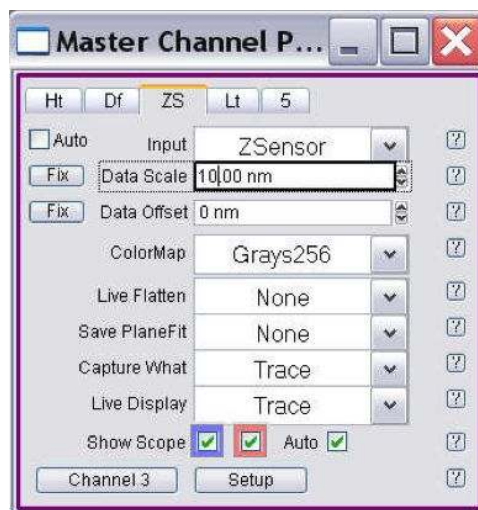 Master Channel P...
Ht Df ZS Lt 5
Auto Input ZSensor ?
Fix Data Scale 10.00 nm ?
Fix Data Offset 0 nm ?
ColorMap Grays256 ?
Live Flatten None ?
Save PlaneFit None ?
Capture What Trace ?
Live Display Trace ?
Show Scope Auto ?
Channel 3 Setup ?